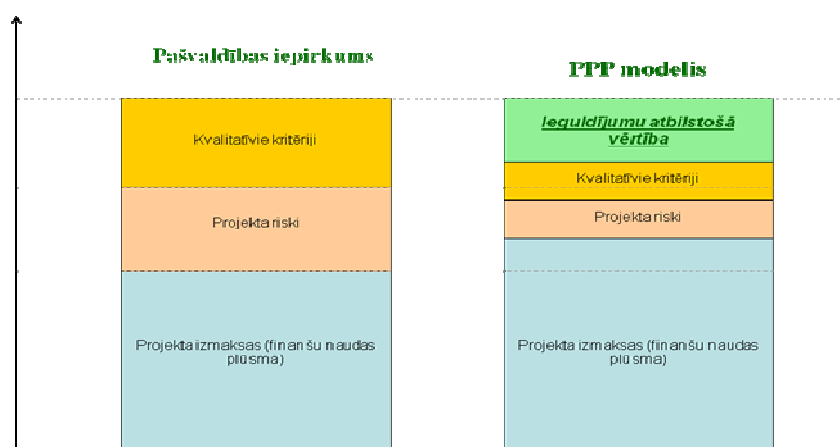 Pašvaldības iepirkums
PPP modelis
Kvalitatīvie kritēriji
Projekta riski
Projekta izmaksas (finanšu naudas
plūsma)
Ieguldījumu atbilstošā
vērtība
Kvalitatīvie kritēriji
Projekta riski
Projekta izmaksas (finanšu naudas
plūsma)